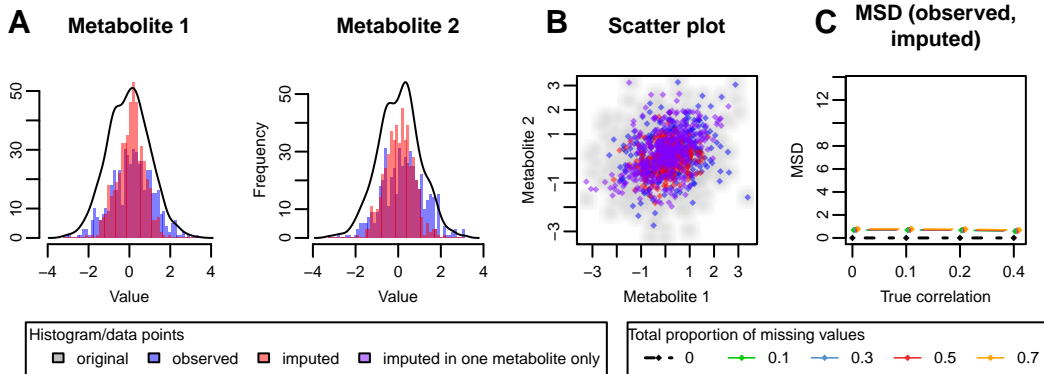 A
Metabolite 1
Metabolite 2
B
Scatter plot
C
MSD (observed,
imputed)
0 10 30 50
−4 −2 0 2 4
Value
Frequency
0 10 30 50
−4 −2 0 2 4
Value
Metabolite 2
−3 −1 1 2 3
−3 −1 0 1 2 3
Metabolite 1
MSD
0 2 4 8 12
0 0.1 0.2 0.4
True correlation
Histogram/data points
original observed imputed imputed in one metabolite only
Total proportion of missing values
0 0.1 0.3 0.5 0.7